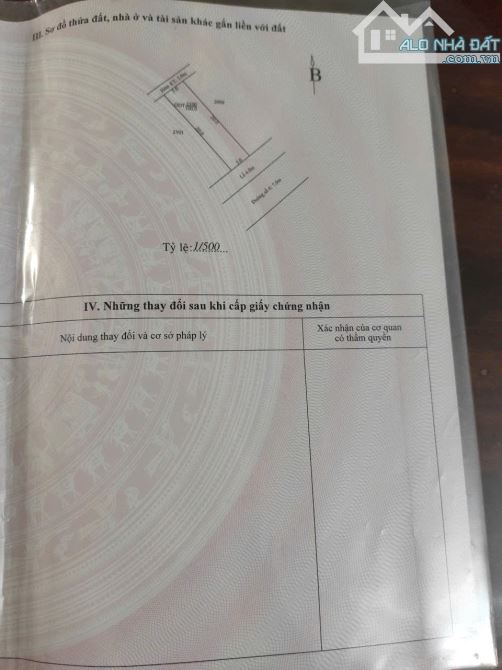 ALO NHÀ ĐẤT
.com.vn
III. Sơ đồ thửa đất, nhà ở và tài sản khác gắn liền với đất
B
Tỷ lệ: 1/500
IV. Những thay đổi sau khi cấp giấy chứng nhận
Nội dung thay đổi và cơ sở pháp lý
Xác nhận của cơ quan
có thẩm quyền